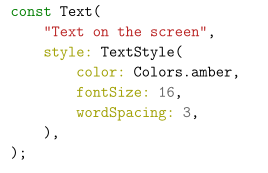 const Text(
    "Text on the screen",
    style: TextStyle(
        color: Colors.amber,
        fontSize: 16,
        wordSpacing: 3,
    ),
);